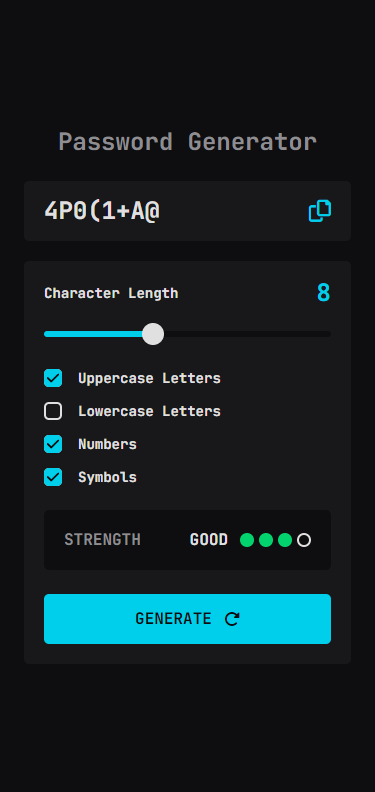 Password Generator
4P0(1+A@
Character Length 8
Uppercase Letters
Lowercase Letters
Numbers
Symbols
STRENGTH GOOD
GENERATE